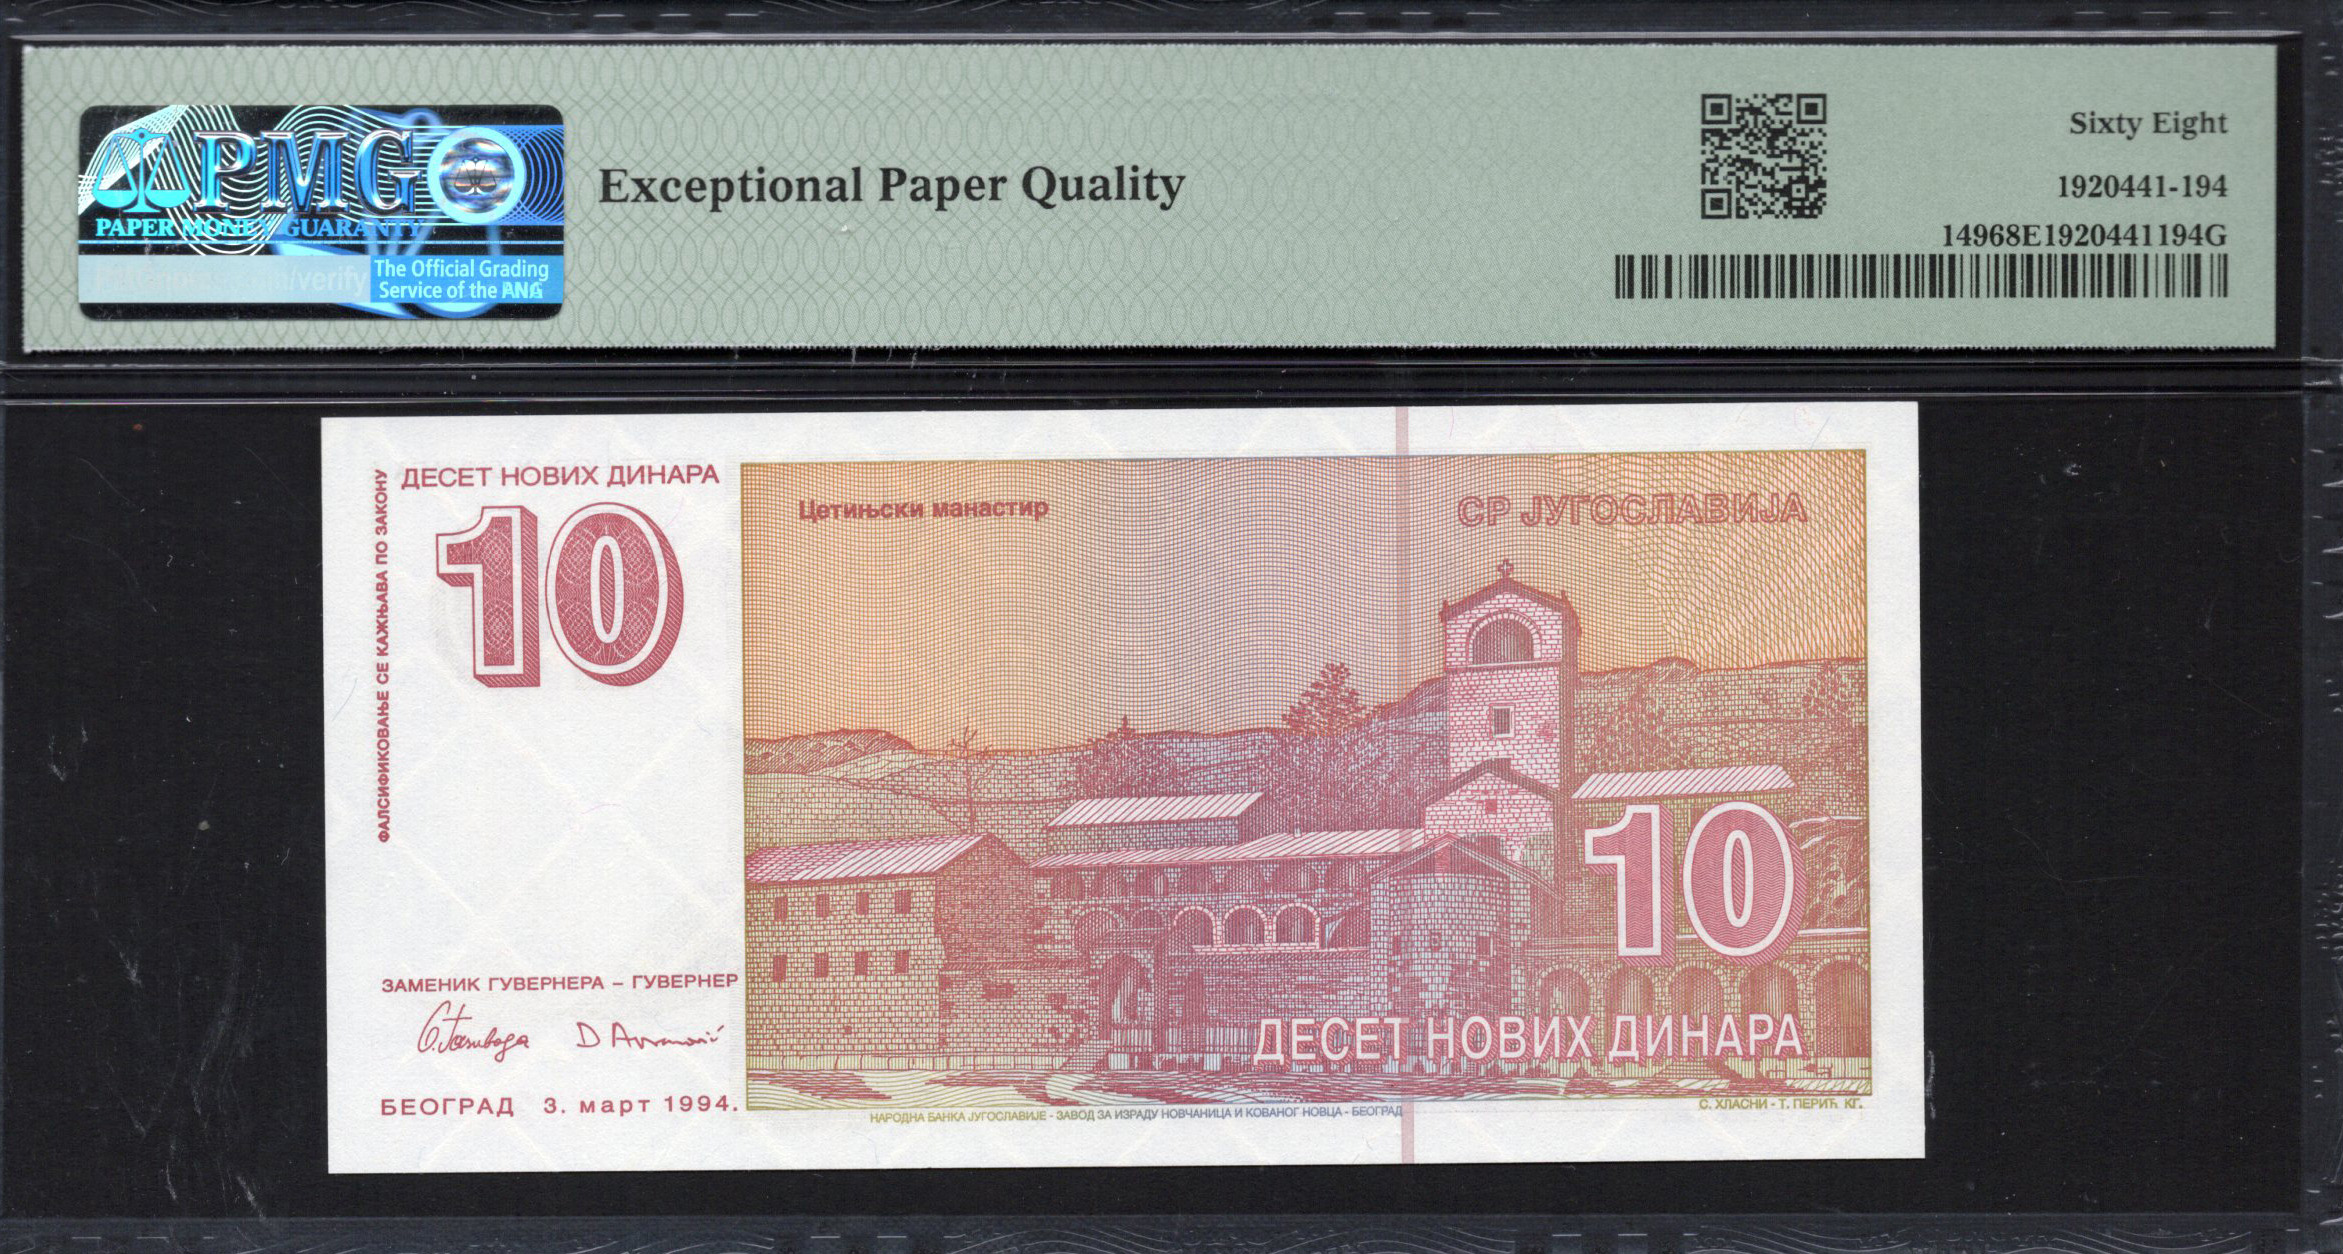 PMG
PAPER MONEY GUARANTY
The Official Grading
Service of the ANA
Exceptional Paper Quality
Sixty Eight
1920441-194
14968E1920441194G
ДЕСЕТ НОВИХ ДИНАРА
10
ФАЛСИФИКОВАЊЕ СЕ КАЖЊАВА ПО ЗАКОНУ
Цетињски манастир
СР ЈУГОСЛАВИЈА
10
ДЕСЕТ НОВИХ ДИНАРА
ЗАМЕНИК ГУВЕРНЕРА – ГУВЕРНЕР
БЕОГРАД 3. март 1994.
НАРОДНА БАНКА ЈУГОСЛАВИЈЕ - ЗАВОД ЗА ИЗРАДУ НОВЧАНИЦА И КОВАНОГ НОВЦА - БЕОГРАД
С. ХЛАСНИ - Т. ПЕРИЋ КГ.